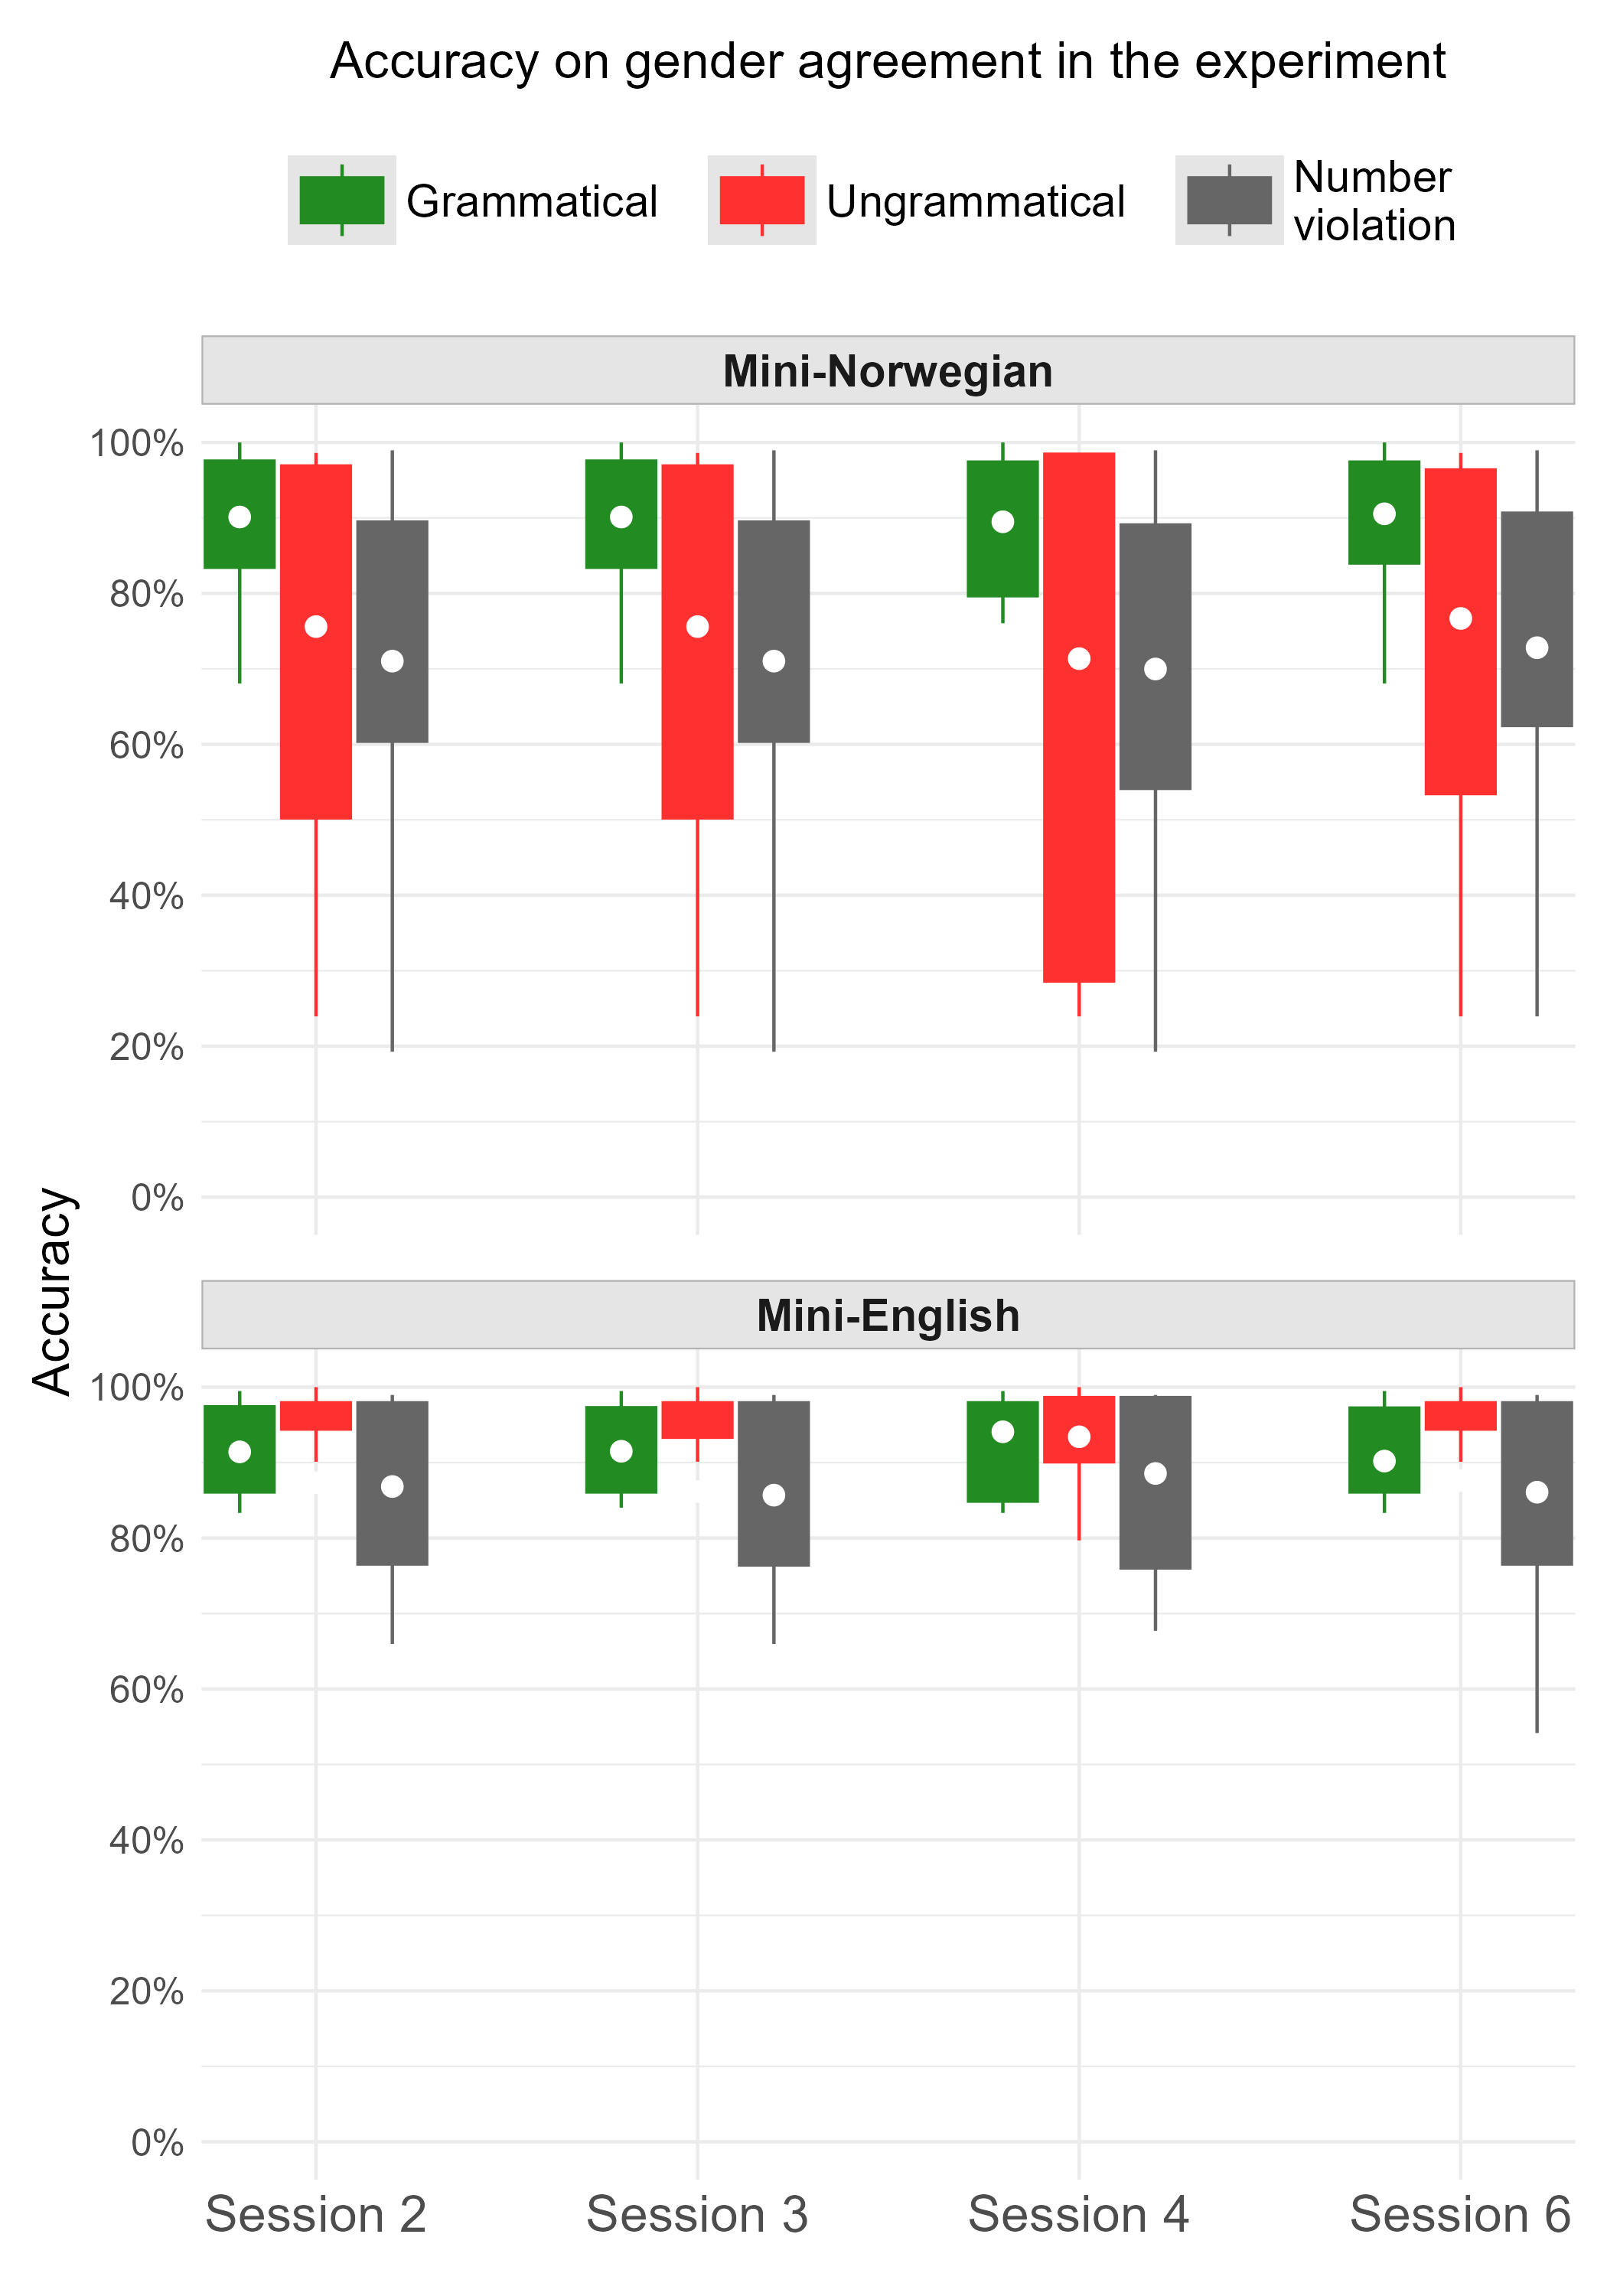 Accuracy on gender agreement in the experiment
Grammatical
Ungrammatical
Number
violation
Mini-Norwegian
100%
80%
60%
40%
20%
0%
Accuracy
Mini-English
100%
80%
60%
40%
20%
0%
Session 2
Session 3
Session 4
Session 6